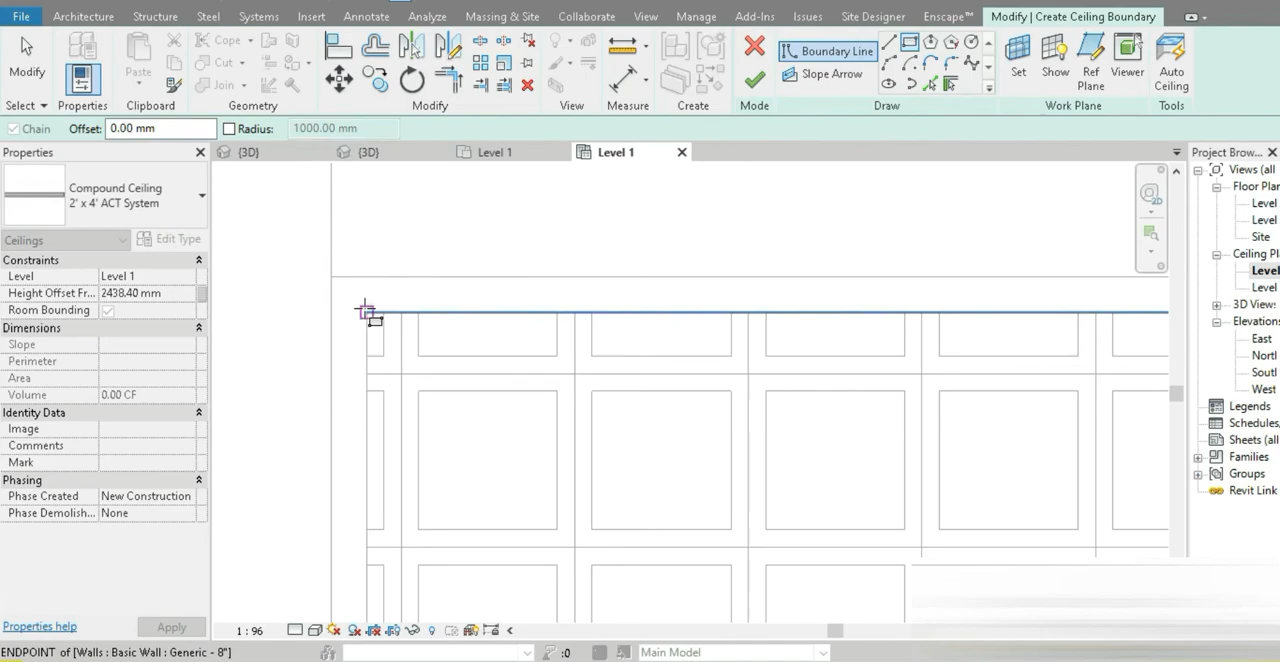 File Architecture Structure Steel Systems Insert Annotate Analyze Massing & Site Collaborate View Manage Add-Ins Issues Site Designer Enscape™ Modify | Create Ceiling Boundary
Modify
Paste
Cope
Cut
Join
Boundary Line
Slope Arrow
Set Show Ref Plane Viewer Auto Ceiling
Select Properties Clipboard Geometry Modify View Measure Create Mode Draw Work Plane Tools
Chain Offset: 0.00 mm Radius: 1000.00 mm
Properties {3D} {3D} Level 1 Level 1 Project Brow...
Compound Ceiling
2' x 4' ACT System
Ceilings Edit Type
Constraints
Level Level 1
Height Offset Fr... 2438.40 mm
Room Bounding
Dimensions
Slope
Perimeter
Area
Volume 0.00 CF
Identity Data
Image
Comments
Mark
Phasing
Phase Created New Construction
Phase Demolish... None
Properties help Apply
2D
Views (all
Floor Plan
Level
Level
Site
Ceiling Pl
Level
Level
3D View:
Elevations
East
North
South
West
Legends
Schedules,
Sheets (all
Families
Groups
Revit Link
1 : 96
ENDPOINT of [Walls : Basic Wall : Generic - 8"] :0 Main Model